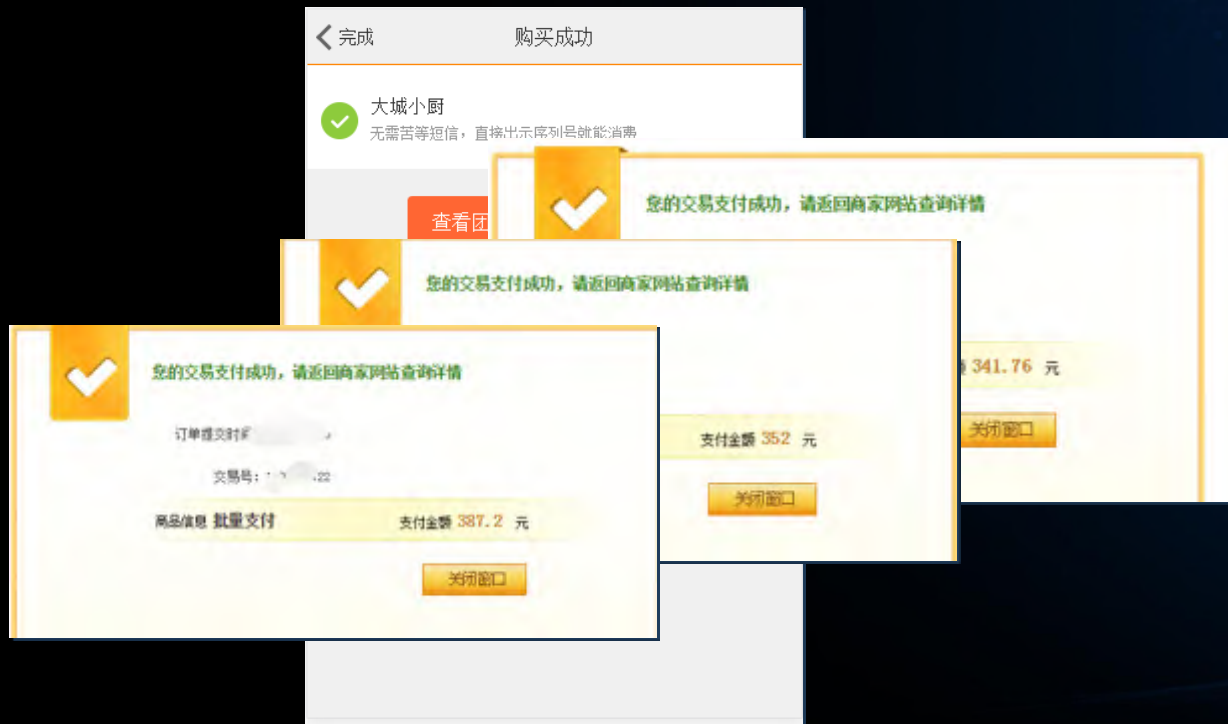 完成
购买成功
大城小厨
无需苦等短信，直接出示序列号就能消费
查看团
您的交易支付成功，请返回商家网站查询详情
341.76 元
关闭窗口
您的交易支付成功，请返回商家网站查询详情
支付金额 352 元
关闭窗口
您的交易支付成功，请返回商家网站查询详情
订单提交时
交易号：
商品信息 批量支付 支付金额 387.2 元
关闭窗口